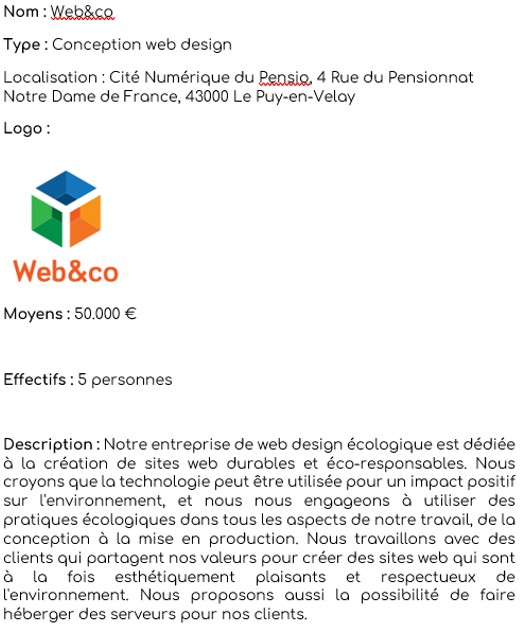 Nom : Web&co
Type : Conception web design
Localisation : Cité Numérique du Pensio, 4 Rue du Pensionnat
Notre Dame de France, 43000 Le Puy-en-Velay
Logo :
Web&co
Moyens : 50.000 €
Effectifs : 5 personnes
Description : Notre entreprise de web design écologique est dédiée
à la création de sites web durables et éco-responsables. Nous
croyons que la technologie peut être utilisée pour un impact positif
sur l'environnement, et nous nous engageons à utiliser des
pratiques écologiques dans tous les aspects de notre travail, de la
conception à la mise en production. Nous travaillons avec des
clients qui partagent nos valeurs pour créer des sites web qui sont
à la fois esthétiquement plaisants et respectueux de
l'environnement. Nous proposons aussi la possibilité de faire
héberger des serveurs pour nos clients.